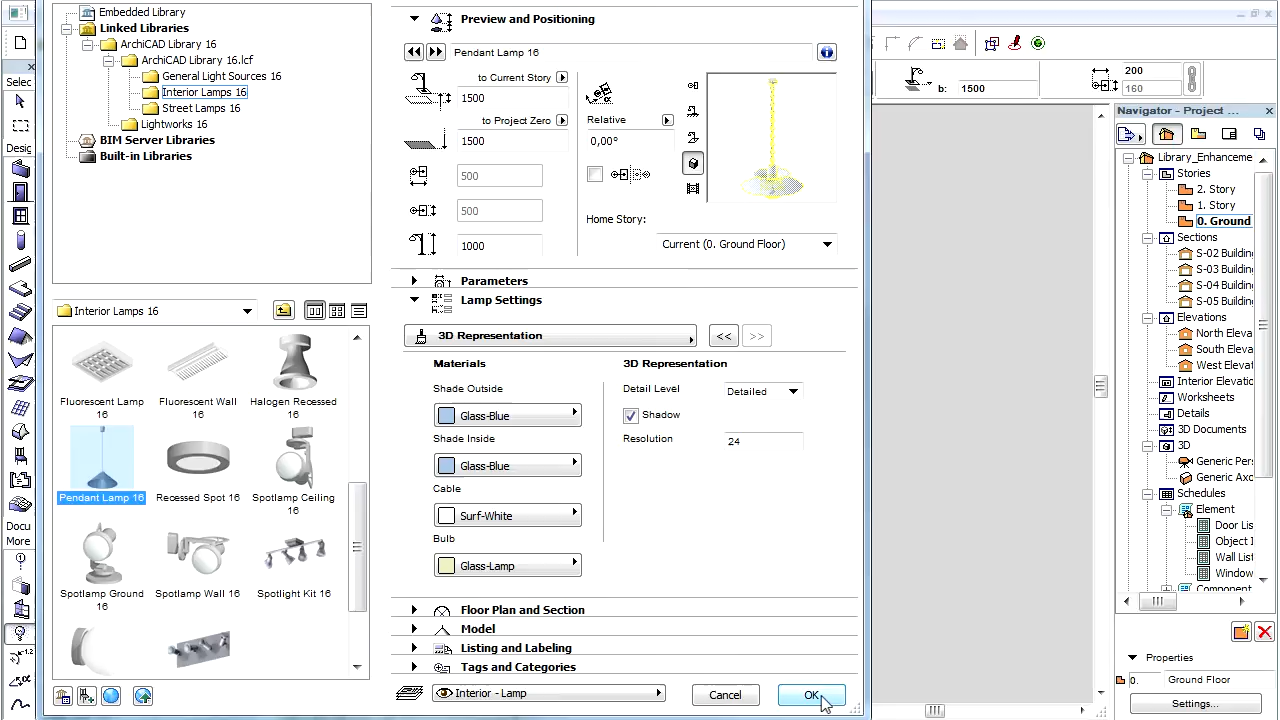 Embedded Library
Linked Libraries
ArchiCAD Library 16
ArchiCAD Library 16.lcf
General Light Sources 16
Interior Lamps 16
Street Lamps 16
Lightworks 16
BIM Server Libraries
Built-in Libraries
Interior Lamps 16
Fluorescent Lamp 16
Fluorescent Wall 16
Halogen Recessed 16
Pendant Lamp 16
Recessed Spot 16
Spotlamp Ceiling 16
Spotlamp Ground 16
Spotlamp Wall 16
Spotlight Kit 16
Preview and Positioning
Pendant Lamp 16
to Current Story
1500
to Project Zero
1500
500
500
1000
Relative
0,00°
Home Story:
Current (0. Ground Floor)
Parameters
Lamp Settings
3D Representation
<<
>>
Materials
Shade Outside
Glass-Blue
Shade Inside
Glass-Blue
Cable
Surf-White
Bulb
Glass-Lamp
3D Representation
Detail Level
Detailed
Shadow
Resolution
24
Floor Plan and Section
Model
Listing and Labeling
Tags and Categories
Interior - Lamp
Cancel
OK
Selec
Desig
Docu
More
b:
1500
200
160
Navigator - Project ...
Library_Enhanceme
Stories
2. Story
1. Story
0. Ground
Sections
S-02 Building
S-03 Building
S-04 Building
S-05 Building
Elevations
North Eleva
South Eleva
West Elevat
Interior Elevatio
Worksheets
Details
3D Documents
3D
Generic Pers
Generic Axo
Schedules
Element
Door Lis
Object I
Wall List
Window
Component
Properties
0.
Ground Floor
Settings...